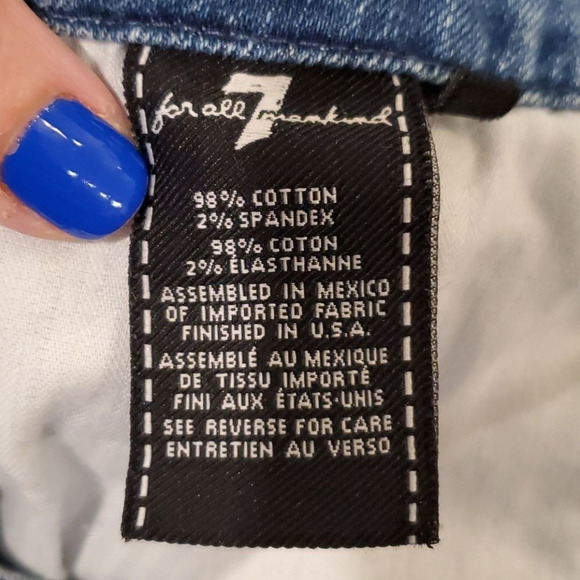 for all 7 mankind
98% COTTON
2% SPANDEX
98% COTON
2% ÉLASTHANNE
ASSEMBLED IN MEXICO
OF IMPORTED FABRIC
FINISHED IN U.S.A.
ASSEMBLÉ AU MEXIQUE
DE TISSU IMPORTÉ
FINI AUX ÉTATS-UNIS
SEE REVERSE FOR CARE
ENTRETIEN AU VERSO